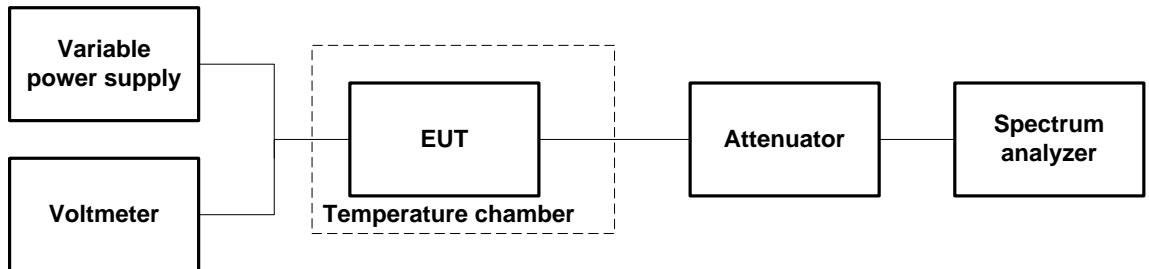 Variable
power supply
Voltmeter
EUT
Temperature chamber
Attenuator
Spectrum
analyzer